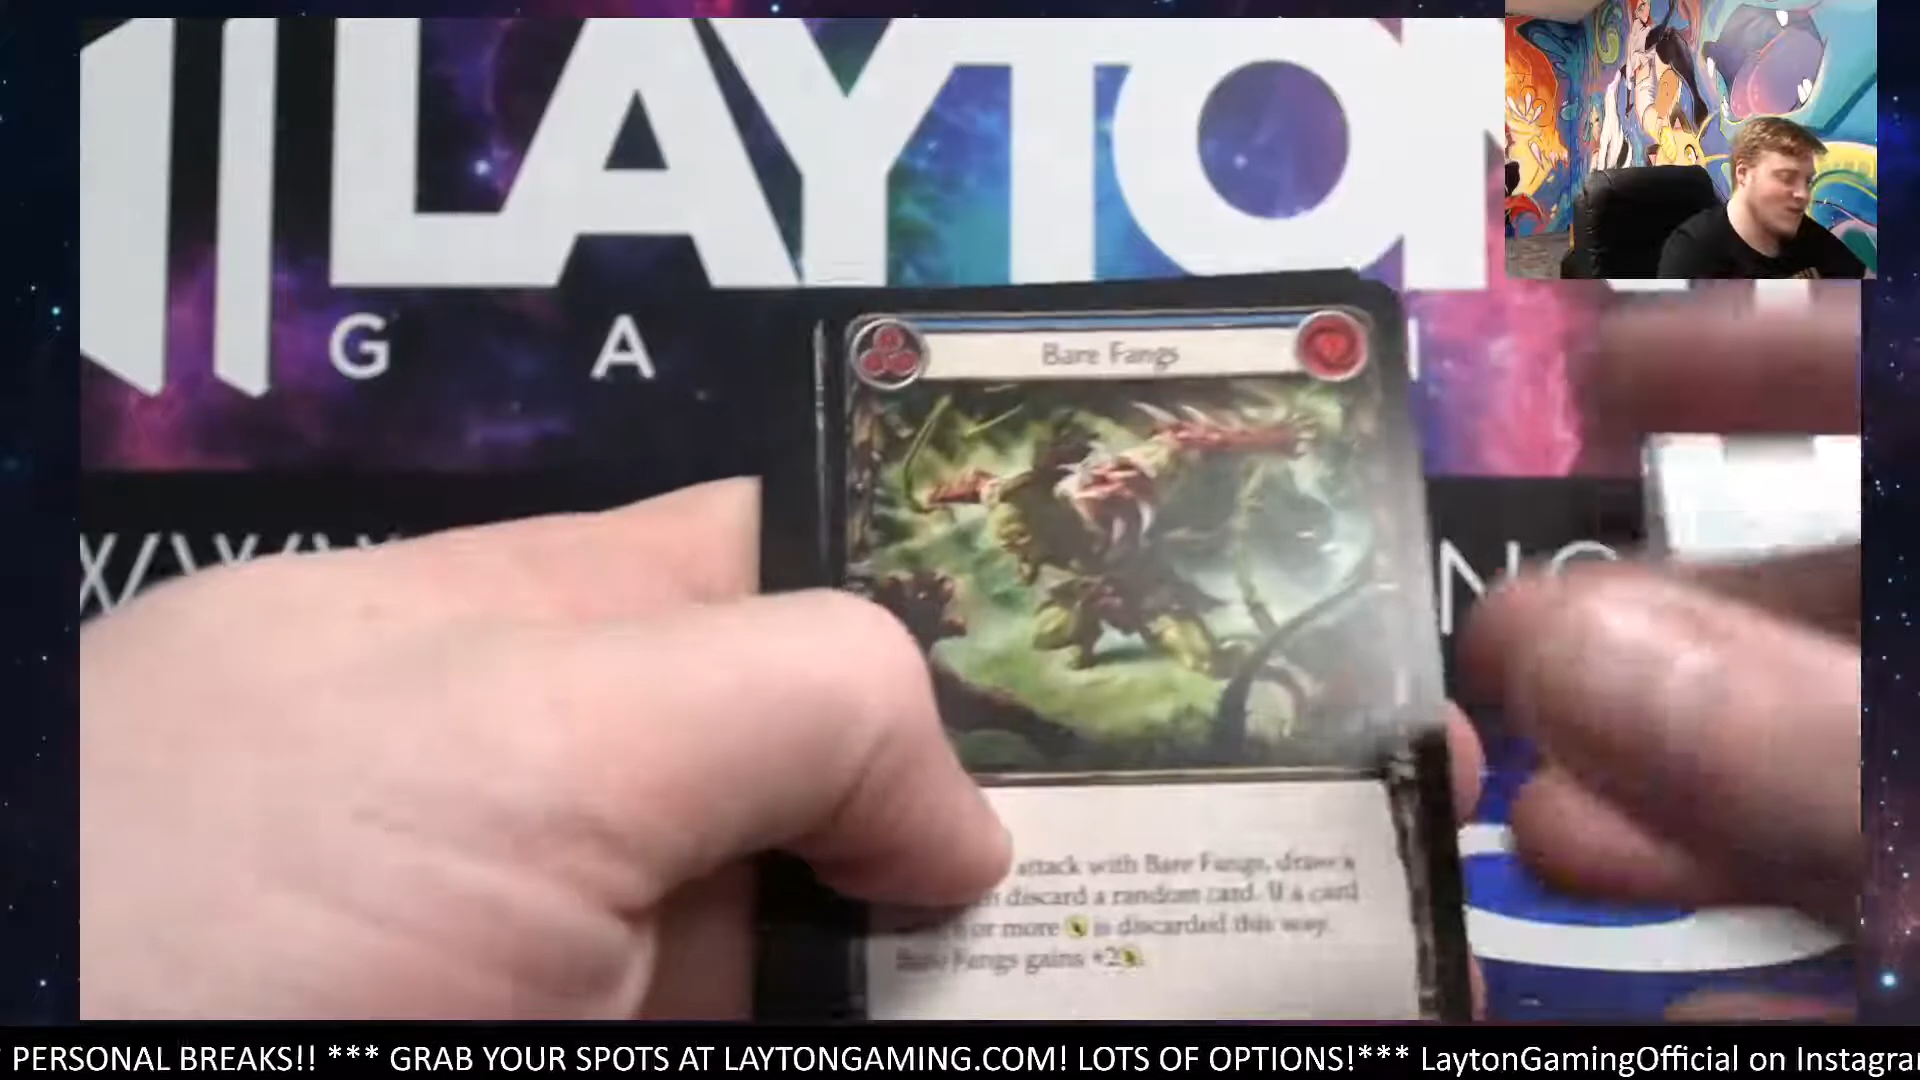 LAYTON
G A
Bare Fangs
attack with Bare Fangs, draw a
discard a random card. If a card
or more is discarded this way,
Bare Fangs gains +2
PERSONAL BREAKS!! *** GRAB YOUR SPOTS AT LAYTONGAMING.COM! LOTS OF OPTIONS!*** LaytonGamingOfficial on Instagra